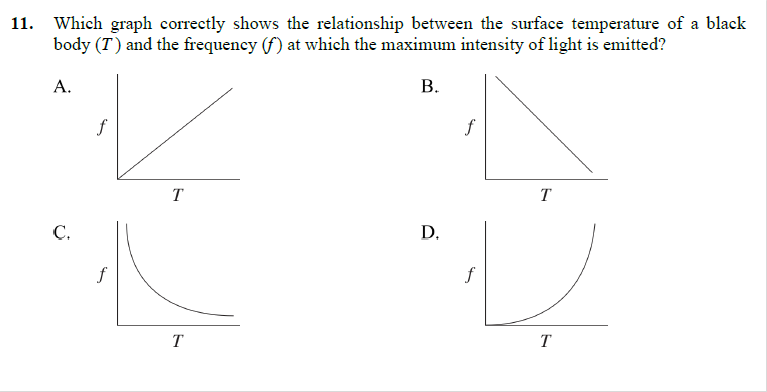 11. Which graph correctly shows the relationship between the surface temperature of a black
body (T) and the frequency (f) at which the maximum intensity of light is emitted?
A. B.
f f
T T
C. D.
f f
T T